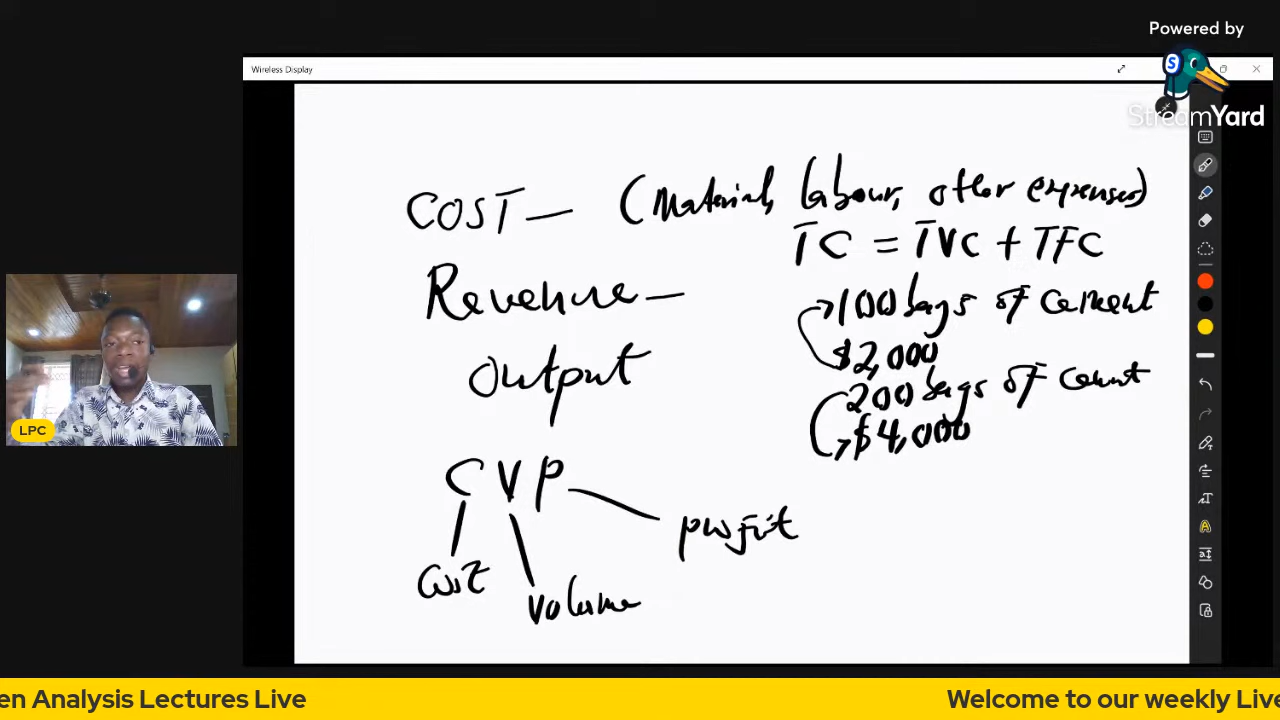 Powered by
StreamYard
Wireless Display
COST — (Material, labour, other expenses)
TC = TVC + TFC
Revenue —
100 bags of cement
$2,000
Output
200 bags of
$4,000
CVP
profit
Cost
Volume
LPC
en Analysis Lectures Live
Welcome to our weekly Live